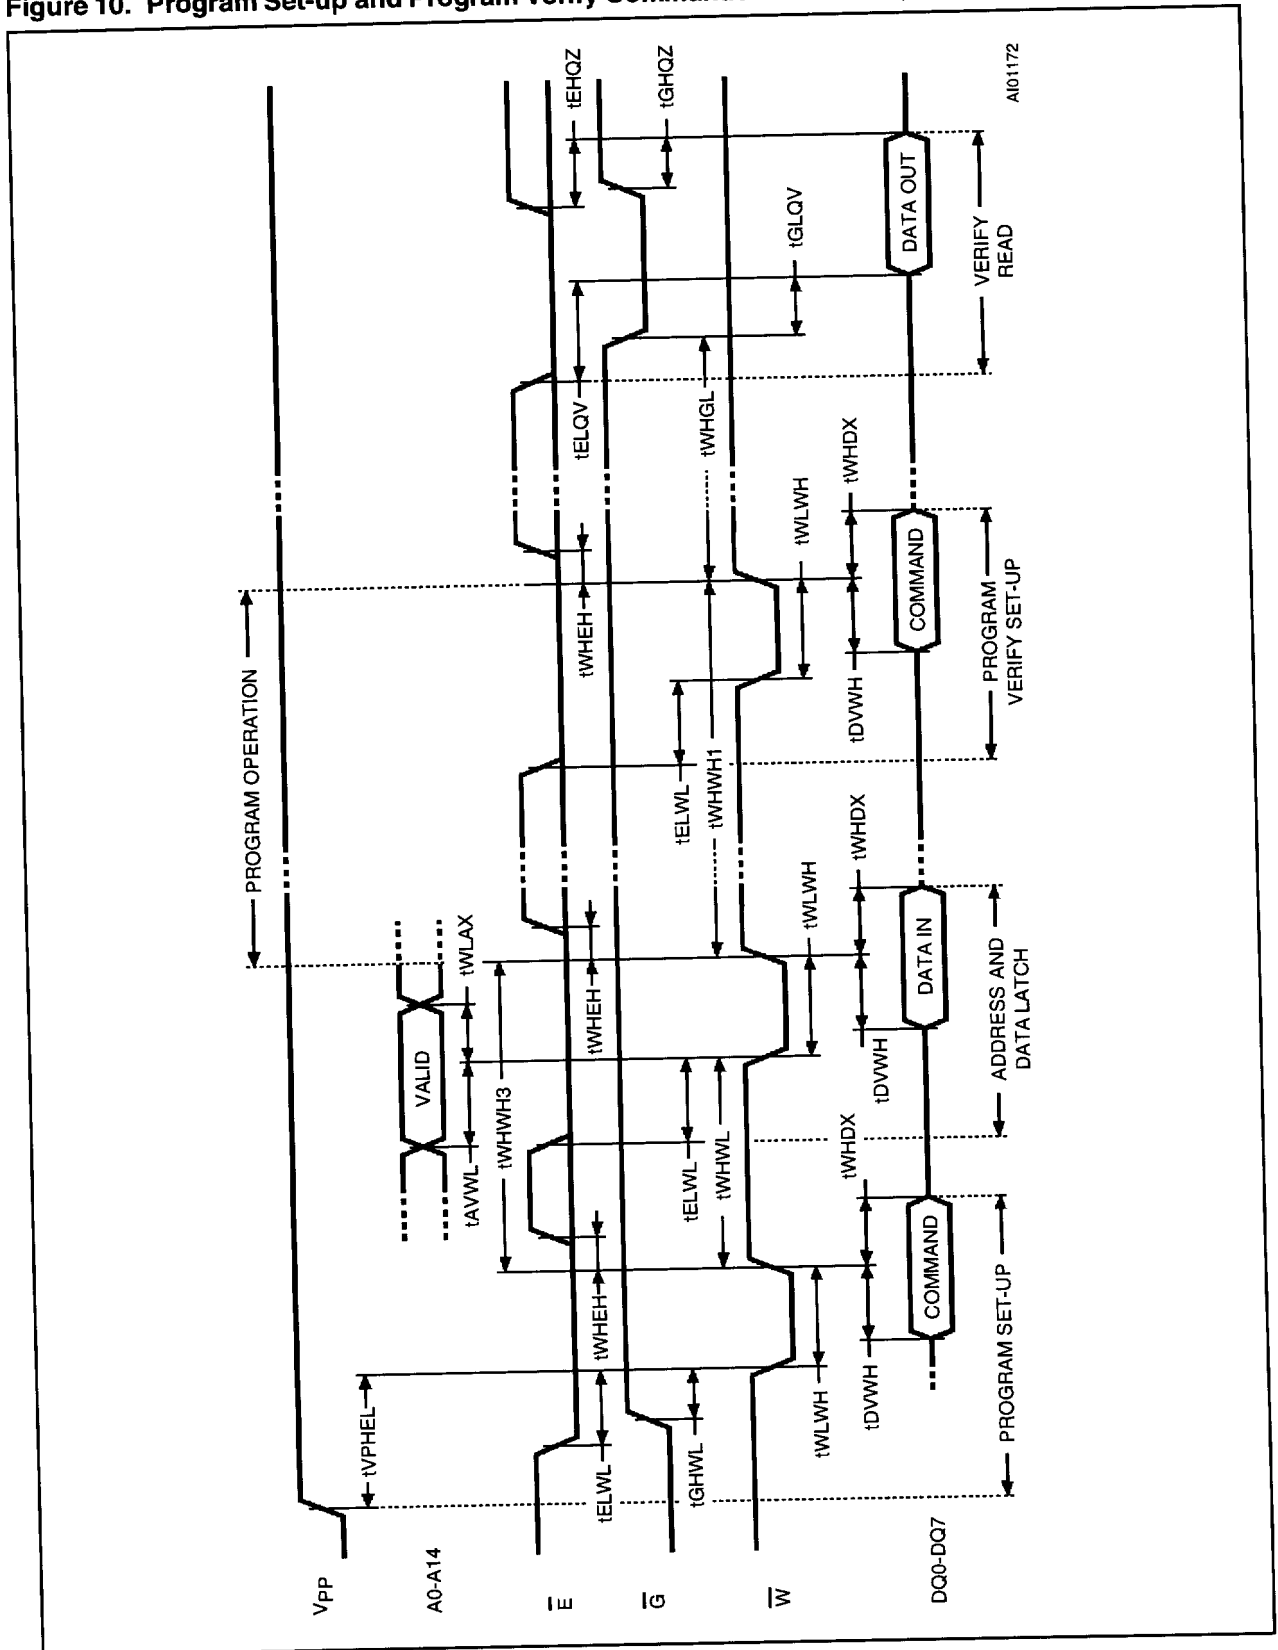 Figure 10. Program Set-up and Program Verify
VPP
A0-A14
E
G
W
DQ0-DQ7
tVPHEL
tAVWL
VALID
tWLAX
PROGRAM OPERATION
tWHWH3
tELWL
tWHEH
tWHEH
tWHEH
tELQV
tEHQZ
tGHWL
tELWL
tWHWL
tELWL
tWHWH1
tWHGL
tGHQZ
tWLWH
tWLWH
tWLWH
tGLQV
tDVWH
tWHDX
tDVWH
tWHDX
tDVWH
tWHDX
COMMAND
DATA IN
COMMAND
DATA OUT
PROGRAM SET-UP
ADDRESS AND
DATA LATCH
PROGRAM
VERIFY SET-UP
VERIFY
READ
AI01172